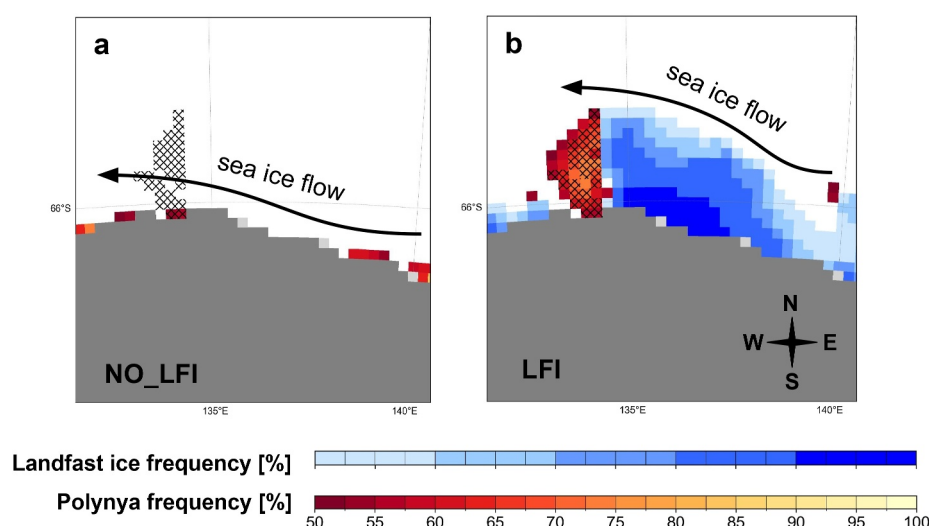 a
sea ice flow
66°S
NO_LFI
135°E
140°E
b
sea ice flow
66°S
LFI
N
W E
S
135°E
140°E
Landfast ice frequency [%]
Polynya frequency [%]
50 55 60 65 70 75 80 85 90 95 100